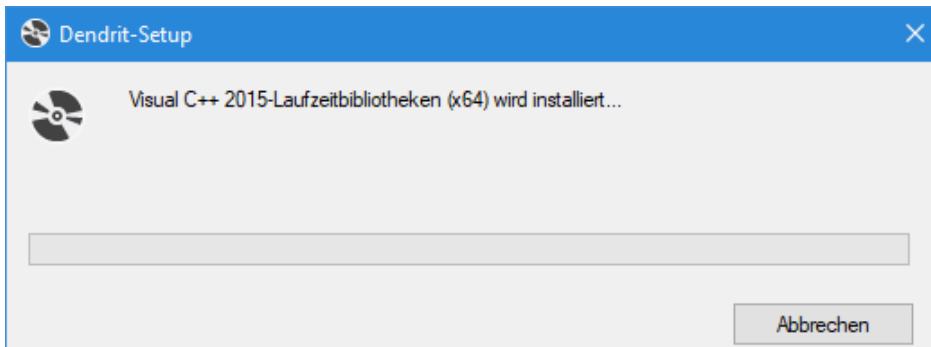 Dendrit-Setup
Visual C++ 2015-Laufzeitbibliotheken (x64) wird installiert...
Abbrechen